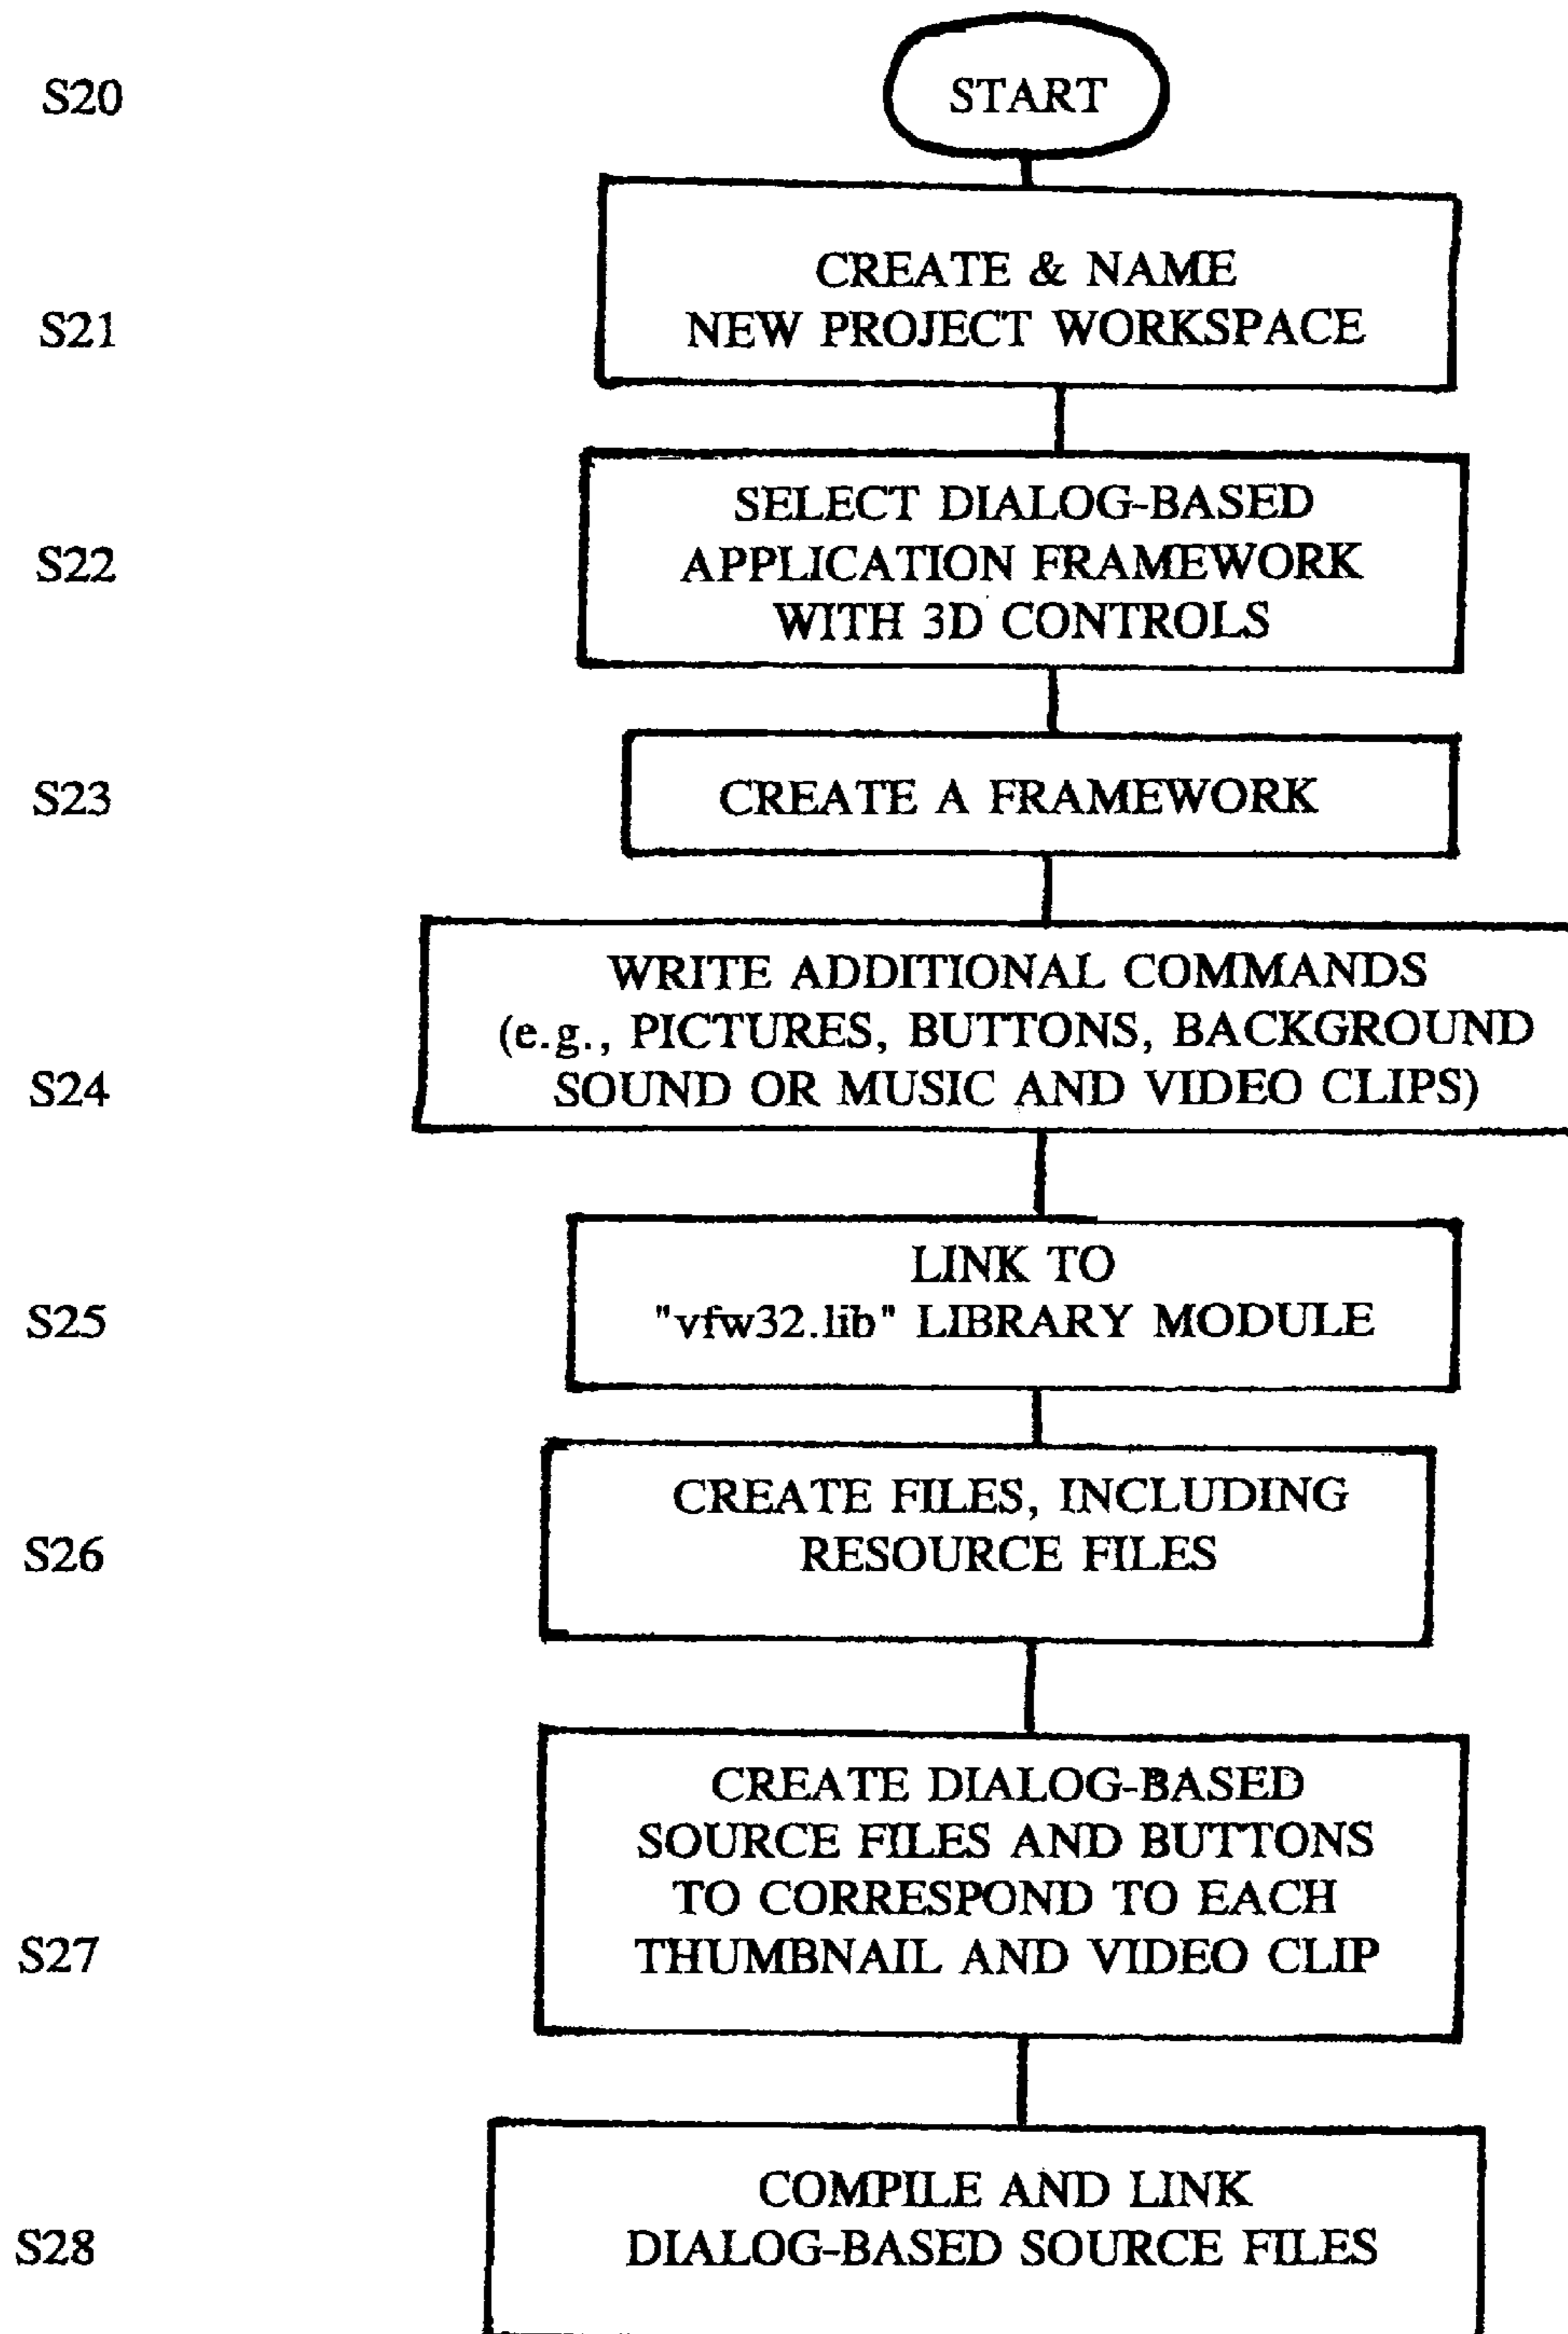 S20
START
S21
CREATE & NAME
NEW PROJECT WORKSPACE
S22
SELECT DIALOG-BASED
APPLICATION FRAMEWORK
WITH 3D CONTROLS
S23
CREATE A FRAMEWORK
S24
WRITE ADDITIONAL COMMANDS
(e.g., PICTURES, BUTTONS, BACKGROUND
SOUND OR MUSIC AND VIDEO CLIPS)
S25
LINK TO
"vfw32.lib" LIBRARY MODULE
S26
CREATE FILES, INCLUDING
RESOURCE FILES
S27
CREATE DIALOG-BASED
SOURCE FILES AND BUTTONS
TO CORRESPOND TO EACH
THUMBNAIL AND VIDEO CLIP
S28
COMPILE AND LINK
DIALOG-BASED SOURCE FILES